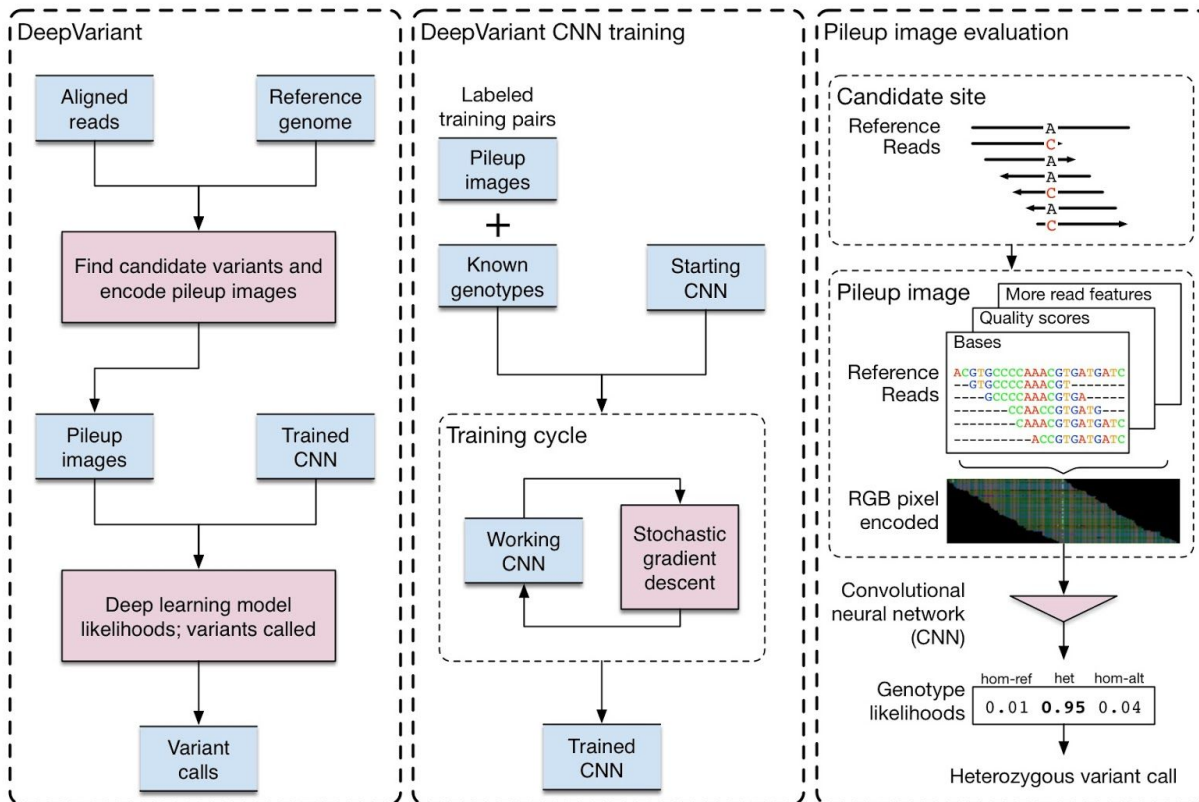 DeepVariant
Aligned
reads
Reference
genome
Find candidate variants and
encode pileup images
Pileup
images
Trained
CNN
Deep learning model
likelihoods; variants called
Variant
calls
DeepVariant CNN training
Labeled
training pairs
Pileup
images
+
Known
genotypes
Starting
CNN
Training cycle
Working
CNN
Stochastic
gradient
descent
Trained
CNN
Pileup image evaluation
Candidate site
Reference
Reads
A
C
A
A
C
A
C
Pileup image
More read features
Quality scores
Bases
Reference
Reads
ACGTGCCCCAAACGTGATGATC
--GTGCCCCAAACGT-------
----GCCCCAAACGTGA-----
-------CCAACCGTGATG---
--------CAAACGTGATGATC
----------ACCGTGATGATC
RGB pixel
encoded
Convolutional
neural network
(CNN)
Genotype
likelihoods
hom-ref het hom-alt
0.01 0.95 0.04
Heterozygous variant call